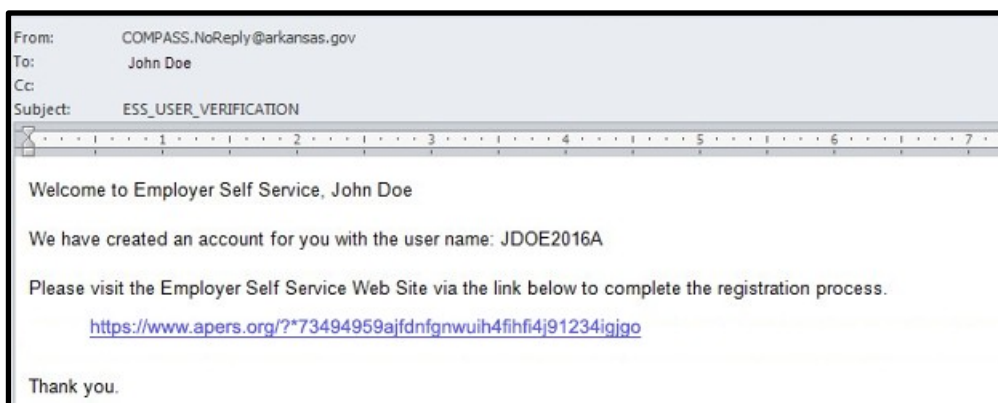 From: COMPASS.NoReply@arkansas.gov
To: John Doe
Cc:
Subject: ESS_USER_VERIFICATION
1 2 3 4 5 6 7
Welcome to Employer Self Service, John Doe
We have created an account for you with the user name: JDOE2016A
Please visit the Employer Self Service Web Site via the link below to complete the registration process.
https://www.apers.org/?*73494959ajfdnfgnwuih4fihfi4j91234igjgo
Thank you.